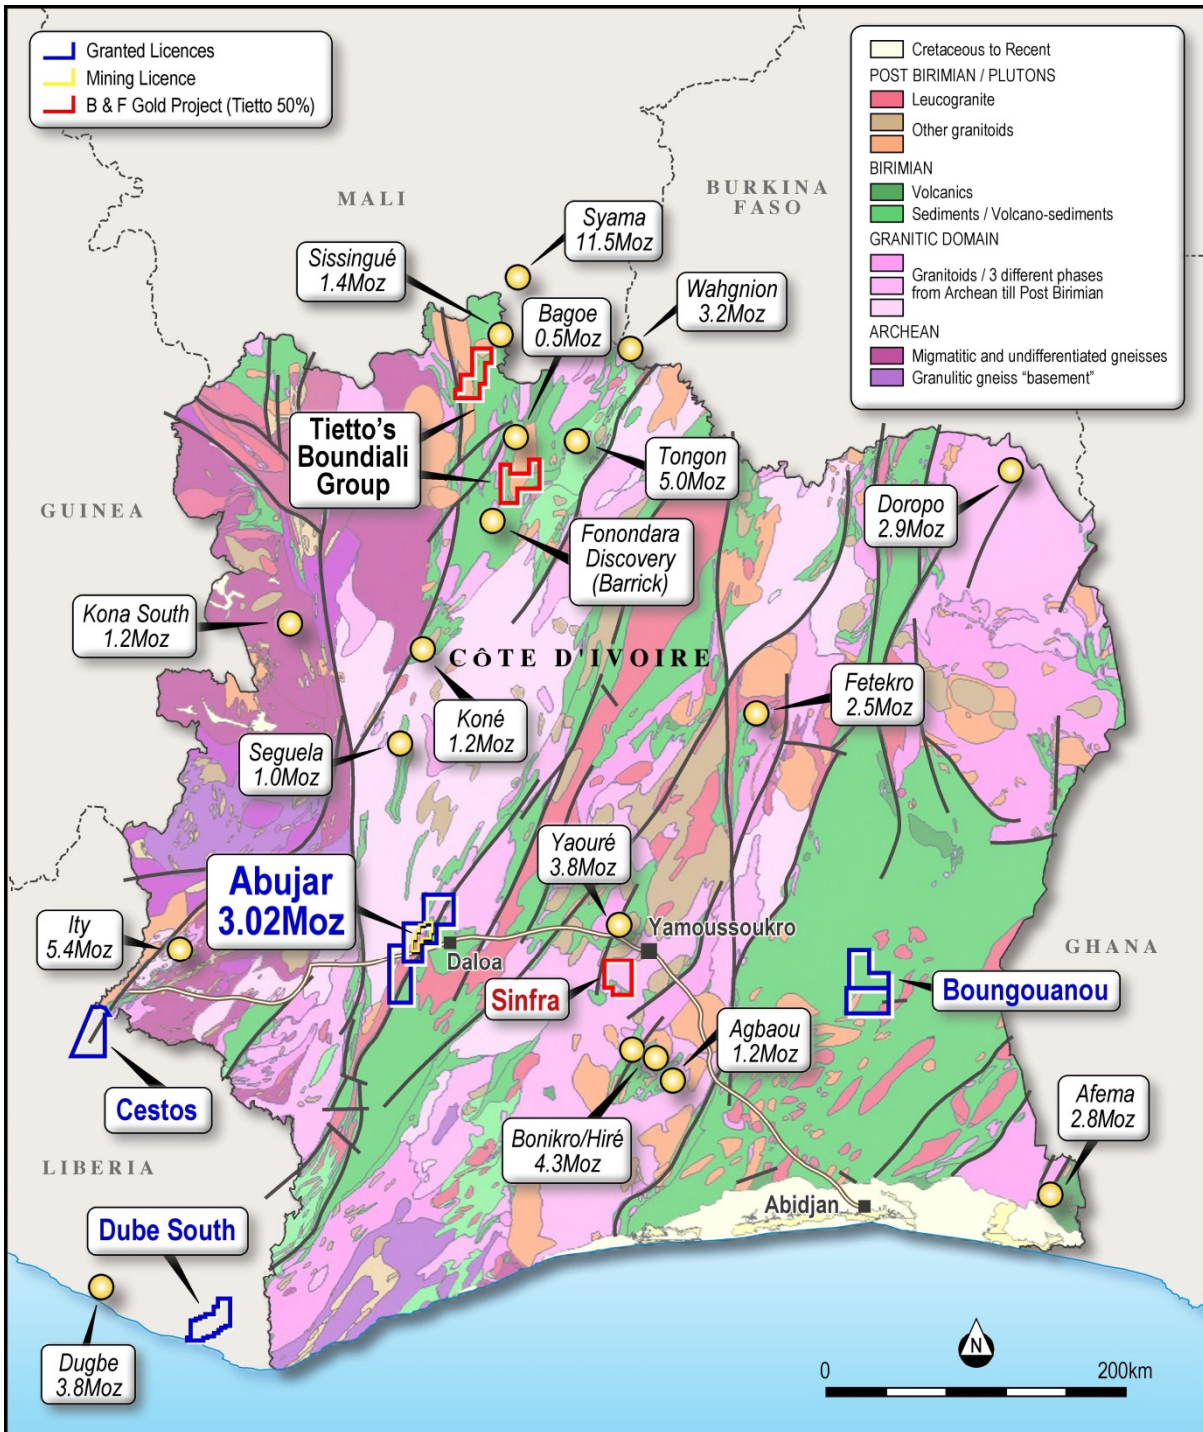 Granted Licences
Mining Licence
B & F Gold Project (Tietto 50%)
Cretaceous to Recent
POST BIRIMIAN / PLUTONS
Leucogranite
Other granitoids
BIRIMIAN
Volcanics
Sediments / Volcano-sediments
GRANITIC DOMAIN
Granitoids / 3 different phases
from Archean till Post Birimian
ARCHEAN
Migmatitic and undifferentiated gneisses
Granulitic gneiss “basement”
MALI
BURKINA
FASO
Syama
11.5Moz
Sissingué
1.4Moz
Bagoe
0.5Moz
Wahgnion
3.2Moz
Tietto's
Boundiali
Group
Tongon
5.0Moz
Doropo
2.9Moz
GUINEA
Fonondara
Discovery
(Barrick)
Kona South
1.2Moz
CÔTE D'IVOIRE
Koné
1.2Moz
Fetekro
2.5Moz
Seguela
1.0Moz
Yaouré
3.8Moz
Abujar
3.02Moz
Ity
5.4Moz
Daloa
Yamoussoukro
GHANA
Sinfra
Boungouanou
Agbaou
1.2Moz
Cestos
Bonikro/Hiré
4.3Moz
Afema
2.8Moz
LIBERIA
Abidjan
Dube South
Dugbe
3.8Moz
N
0 200km